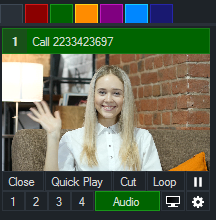 1 Call 2233423697
Close Quick Play Cut Loop
1 2 3 4 Audio